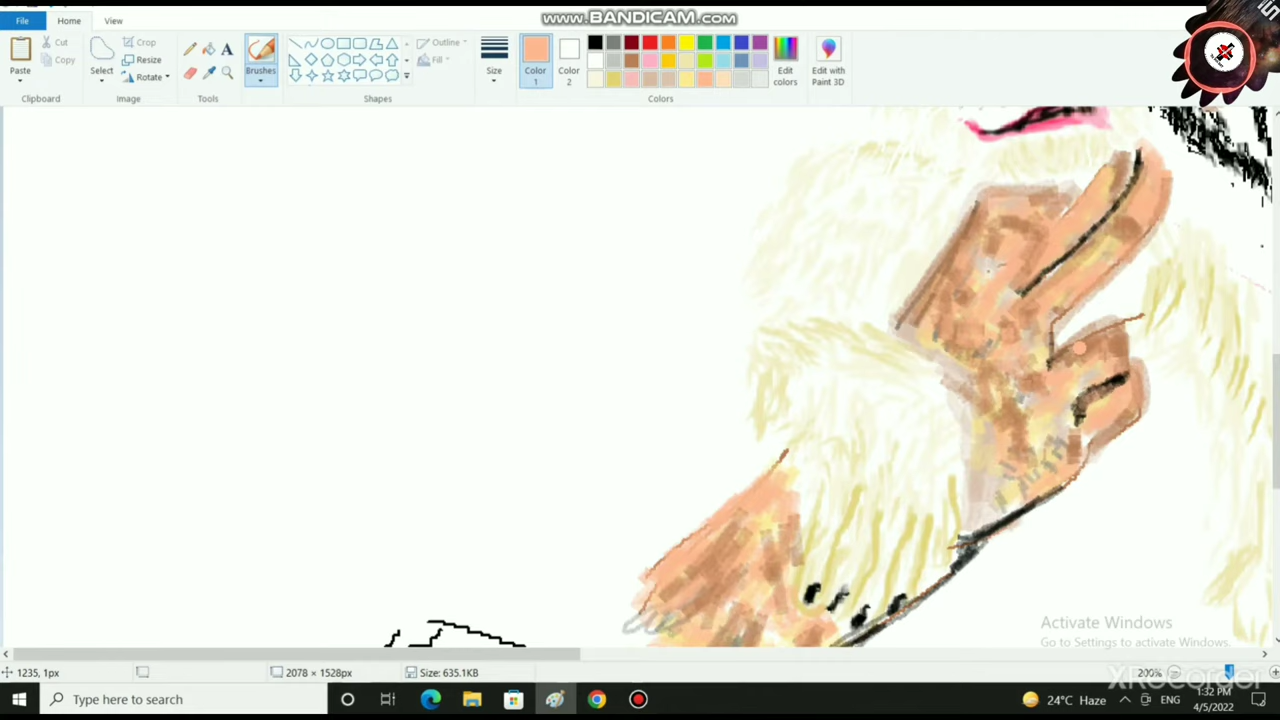 www.BANDICAM.com
File Home View
Paste
Cut
Copy
Clipboard
Select
Crop
Resize
Rotate
Image
Tools
Brushes
Shapes
Outline
Fill
Size
Color 1
Color 2
Edit colors
Edit with Paint 3D
Colors
Activate Windows
Go to Settings to activate Windows.
1235, 1px
2078 × 1528px
Size: 635.1KB
200%
XRecorder
Type here to search
24°C Haze
ENG
1:32 PM
4/5/2022